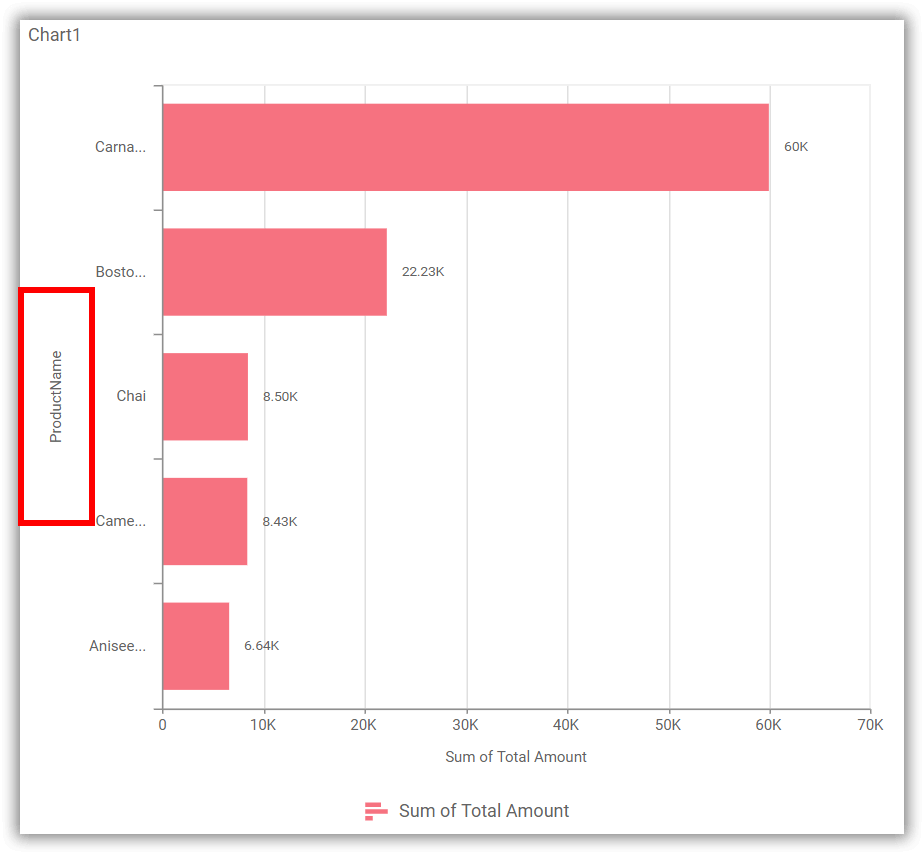 Chart1
Carna...
60K
Bosto...
22.23K
ProductName
Chai
8.50K
Came...
8.43K
Anisee...
6.64K
0 10K 20K 30K 40K 50K 60K 70K
Sum of Total Amount
Sum of Total Amount